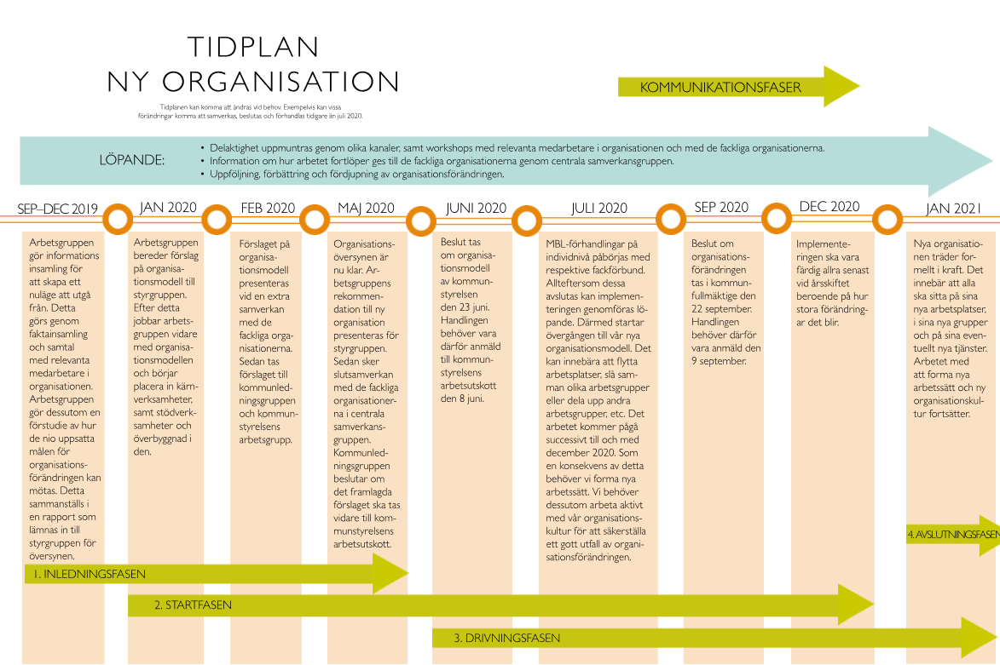 TIDPLAN
NY ORGANISATION
Tidplanen kan komma att ändras vid behov. Exempelvis kan vissa
förändringar komma att samverkas, beslutas och förhandlas tidigare än juli 2020.
KOMMUNIKATIONSFASER
LÖPANDE:
• Delaktighet uppmuntras genom olika kanaler, samt workshops med relevanta medarbetare i organisationen och med de fackliga organisationerna.
• Information om hur arbetet fortlöper ges till de fackliga organisationerna genom centrala samverkansgruppen.
• Uppföljning, förbättring och fördjupning av organisationsförändringen.
SEP–DEC 2019
Arbetsgruppen
gör informations
insamling för
att skapa ett
nuläge att utgå
från. Detta
görs genom
faktainsamling
och samtal
med relevanta
medarbetare i
organisationen.
Arbetsgruppen
gör dessutom en
förstudie av hur
de nio uppsatta
målen för
organisations-
förändringen kan
mötas. Detta
sammanställs i
en rapport som
lämnas in till
styrgruppen för
översynen.
JAN 2020
Arbetsgruppen
bereder förslag
på organisa-
tionsmodell till
styrgruppen.
Efter detta
jobbar arbets-
gruppen vidare
med organisa-
tionsmodellen
och börjar
placera in kärn-
verksamheter,
samt stödverk-
samheter och
överbyggnad i
den.
FEB 2020
Förslaget på
organisa-
tionsmodell
presenteras
vid en extra
samverkan
med de
fackliga orga-
nisationerna.
Sedan tas
förslaget till
kommunled-
ningsgruppen
och kommun-
styrelsens
arbetsgrupp.
MAJ 2020
Organisations-
översynen är
nu klar. Ar-
betsgruppens
rekommen-
dation till ny
organisation
presenteras för
styrgruppen.
Sedan sker
slutsamverkan
med de fackliga
organisationer-
na i centrala
samverkans-
gruppen.
Kommunled-
ningsgruppen
beslutar om
det framlagda
förslaget ska tas
vidare till kom-
munstyrelsens
arbetsutskott.
JUNI 2020
Beslut tas
om organisa-
tionsmodell
av kommun-
styrelsen
den 23 juni.
Handlingen
behöver vara
därför anmäld
till kommun-
styrelsens
arbetsutskott
den 8 juni.
JULI 2020
MBL-förhandlingar på
individnivå påbörjas med
respektive fackförbund.
Allteftersom dessa
avslutas kan implemen-
teringen genomföras lö-
pande. Därmed startar
övergången till vår nya
organisationsmodell. Det
kan innebära att flytta
arbetsplatser, slå sam-
man olika arbetsgrupper
eller dela upp andra
arbetsgrupper, etc. Det
arbetet kommer pågå
successivt till och med
december 2020. Som
en konsekvens av detta
behöver vi forma nya
arbetssätt. Vi behöver
dessutom arbeta aktivt
med vår organisations-
kultur för att säkerställa
ett gott utfall av organi-
sationsförändringen.
SEP 2020
Beslut om
organisations-
förändringen
tas i kommun-
fullmäktige den
22 september.
Handlingen
behöver därför
vara anmäld den
9 september.
DEC 2020
Implemente-
ringen ska vara
färdig allra senast
vid årsskiftet
beroende på hur
stora förändring-
ar det blir.
JAN 2021
Nya organisatio-
nen träder for-
mellt i kraft. Det
innebär att alla
ska sitta på sina
nya arbetsplatser,
i sina nya grupper
och på sina even-
tuellt nya tjänster.
Arbetet med
att forma nya
arbetssätt och ny
organisationskul-
tur fortsätter.
4. AVSLUTNINGSFASEN
1. INLEDNINGSFASEN
2. STARTFASEN
3. DRIVNINGSFASEN